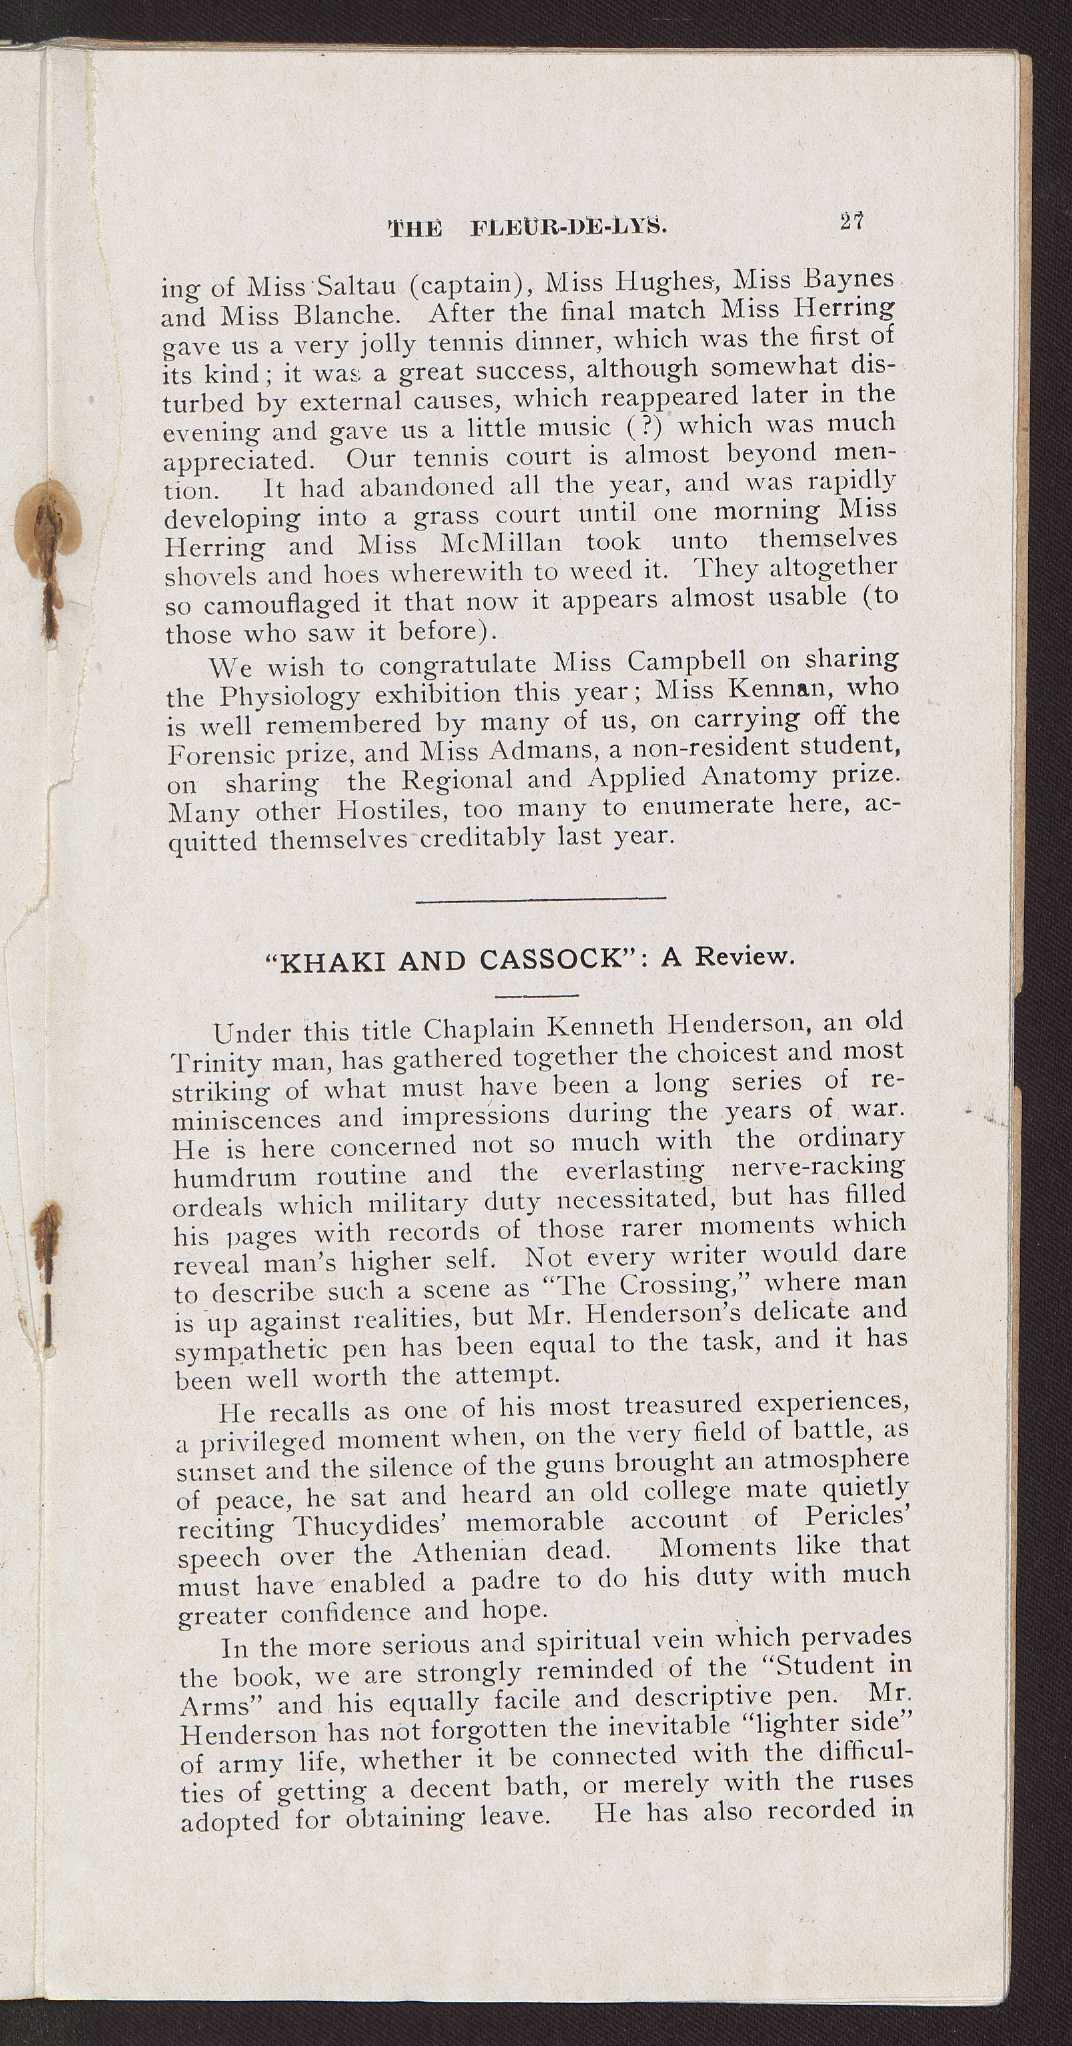 THE FLEUR-DE-LYS. 27
ing of Miss Saltau (captain), Miss Hughes, Miss Baynes
and Miss Blanche. After the final match Miss Herring
gave us a very jolly tennis dinner, which was the first of
its kind; it was a great success, although somewhat dis-
turbed by external causes, which reappeared later in the
evening and gave us a little music (?) which was much
appreciated. Our tennis court is almost beyond men-
tion. It had abandoned all the year, and was rapidly
developing into a grass court until one morning Miss
Herring and Miss McMillan took unto themselves
shovels and hoes wherewith to weed it. They altogether
so camouflaged it that now it appears almost usable (to
those who saw it before).
We wish to congratulate Miss Campbell on sharing
the Physiology exhibition this year; Miss Kennan, who
is well remembered by many of us, on carrying off the
Forensic prize, and Miss Admans, a non-resident student,
on sharing the Regional and Applied Anatomy prize.
Many other Hostiles, too many to enumerate here, ac-
quitted themselves creditably last year.
"KHAKI AND CASSOCK": A Review.
Under this title Chaplain Kenneth Henderson, an old
Trinity man, has gathered together the choicest and most
striking of what must have been a long series of re-
miniscences and impressions during the years of war.
He is here concerned not so much with the ordinary
humdrum routine and the everlasting nerve-racking
ordeals which military duty necessitated, but has filled
his pages with records of those rarer moments which
reveal man's higher self. Not every writer would dare
to describe such a scene as "The Crossing," where man
is up against realities, but Mr. Henderson's delicate and
sympathetic pen has been equal to the task, and it has
been well worth the attempt.
He recalls as one of his most treasured experiences,
a privileged moment when, on the very field of battle, as
sunset and the silence of the guns brought an atmosphere
of peace, he sat and heard an old college mate quietly
reciting Thucydides' memorable account of Pericles'
speech over the Athenian dead. Moments like that
must have enabled a padre to do his duty with much
greater confidence and hope.
In the more serious and spiritual vein which pervades
the book, we are strongly reminded of the "Student in
Arms" and his equally facile and descriptive pen. Mr.
Henderson has not forgotten the inevitable "lighter side"
of army life, whether it be connected with the difficul-
ties of getting a decent bath, or merely with the ruses
adopted for obtaining leave. He has also recorded in